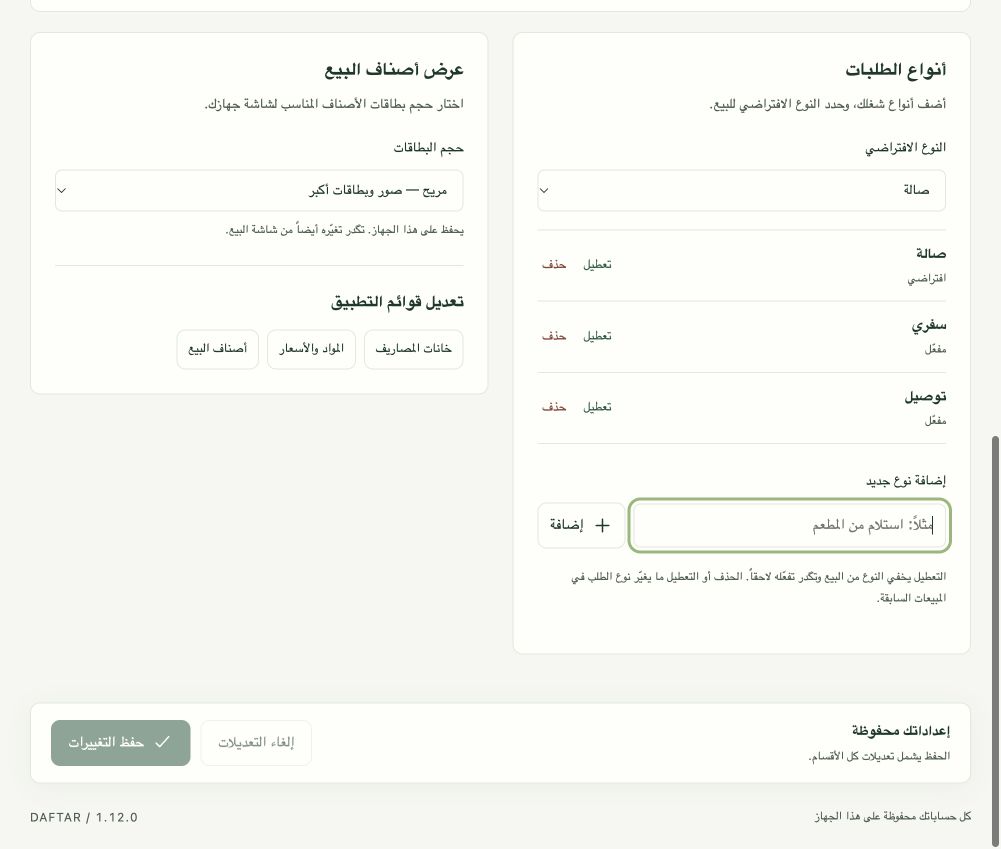 أنواع الطلبات
أضف أنواع شغلك، وحدد النوع الافتراضي للبيع.
النوع الافتراضي
صالة
صالة
افتراضي
تعطيل
حذف
سفري
مفعّل
تعطيل
حذف
توصيل
مفعّل
تعطيل
حذف
إضافة نوع جديد
مثلاً: استلام من المطعم
إضافة
التعطيل يخفي النوع من البيع وتگدر تفعّله لاحقاً. الحذف أو التعطيل ما يغيّر نوع الطلب في
المبيعات السابقة.
عرض أصناف البيع
اختار حجم بطاقات الأصناف المناسب لشاشة جهازك.
حجم البطاقات
مريح — صور وبطاقات أكبر
يحفظ على هذا الجهاز. تگدر تغيّره أيضاً من شاشة البيع.
تعديل قوائم التطبيق
خانات المصاريف
المواد والأسعار
أصناف البيع
إعداداتك محفوظة
الحفظ يشمل تعديلات كل الأقسام.
إلغاء التعديلات
حفظ التغييرات
كل حساباتك محفوظة على هذا الجهاز
DAFTAR / 1.12.0